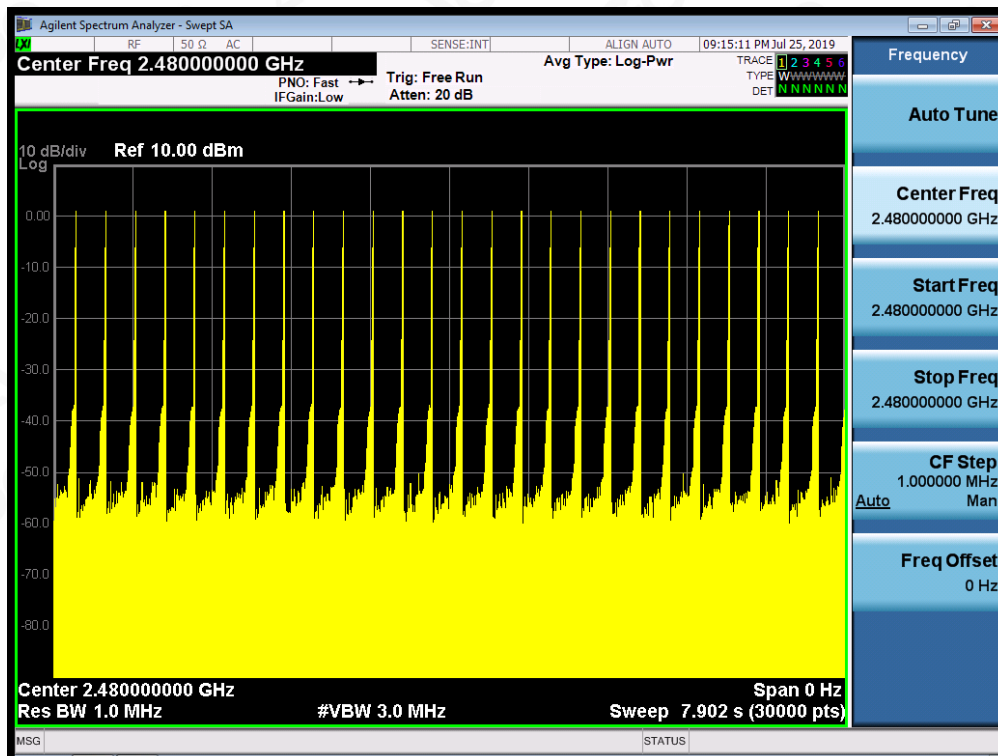 Agilent Spectrum Analyzer - Swept SA
LXI RF 50 Ω AC SENSE:INT ALIGN AUTO 09:15:11 PM Jul 25, 2019
Center Freq 2.480000000 GHz Avg Type: Log-Pwr TRACE 1 2 3 4 5 6
PNO: Fast Trig: Free Run TYPE W
IFGain:Low Atten: 20 dB DET N N N N N N
10 dB/div Ref 10.00 dBm
Log
0.00
-10.0
-20.0
-30.0
-40.0
-50.0
-60.0
-70.0
-80.0
Center 2.480000000 GHz Span 0 Hz
Res BW 1.0 MHz #VBW 3.0 MHz Sweep 7.902 s (30000 pts)
MSG STATUS
Frequency
Auto Tune
Center Freq
2.480000000 GHz
Start Freq
2.480000000 GHz
Stop Freq
2.480000000 GHz
CF Step
1.000000 MHz
Auto Man
Freq Offset
0 Hz